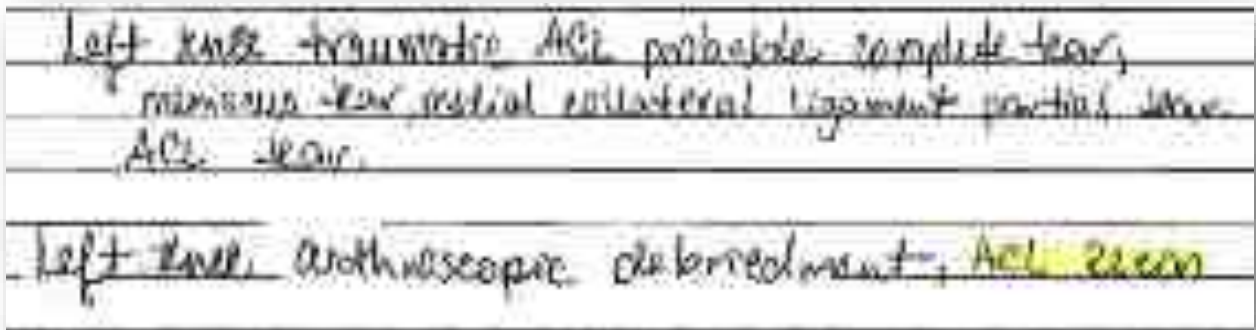 Left knee traumatic ACL probable complete tear,
meniscus tear, medial collateral ligament partial tear.
ACL tear.
Left knee arthroscopic debriedment, ACL recon